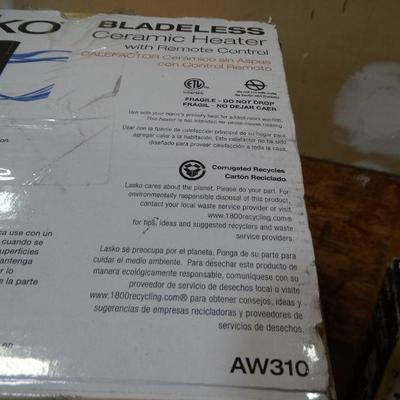 KO
BLADELESS
Ceramic Heater
with Remote Control
CALEFACTOR Cerámico sin Aspas
con Control Remoto
ETL
FRAGILE - DO NOT DROP
FRÁGIL - NO DEJAR CAER
Use with your home's primary heat for added room warmth.
This heater is not intended for whole-house heating.
Usar con la fuente de calefacción principal de su hogar para
agregar calor a la habitación. Este calefactor no ha sido
diseñado para proveer calefacción a toda la casa.
Corrugated Recycles
Cartón Reciclado
Lasko cares about the planet. Please do your part. For
environmentally responsible disposal of this product,
contact your local waste service provider or visit
www.1800recycling.com®
for tips, ideas and suggested recyclers and waste
service providers.
Lasko se preocupa por el planeta. Ponga de su parte para
cuidar el medio ambiente. Para desechar este producto de
manera ecológicamente responsable, comuníquese con su
proveedor de servicio de desechos local o visite
www.1800recycling.com® para obtener consejos, ideas y
sugerencias de empresas recicladoras y proveedores de
servicios de desechos.
ca use con un
cuando se
uperficies
antenga
r lo
e la parte
on
AW310